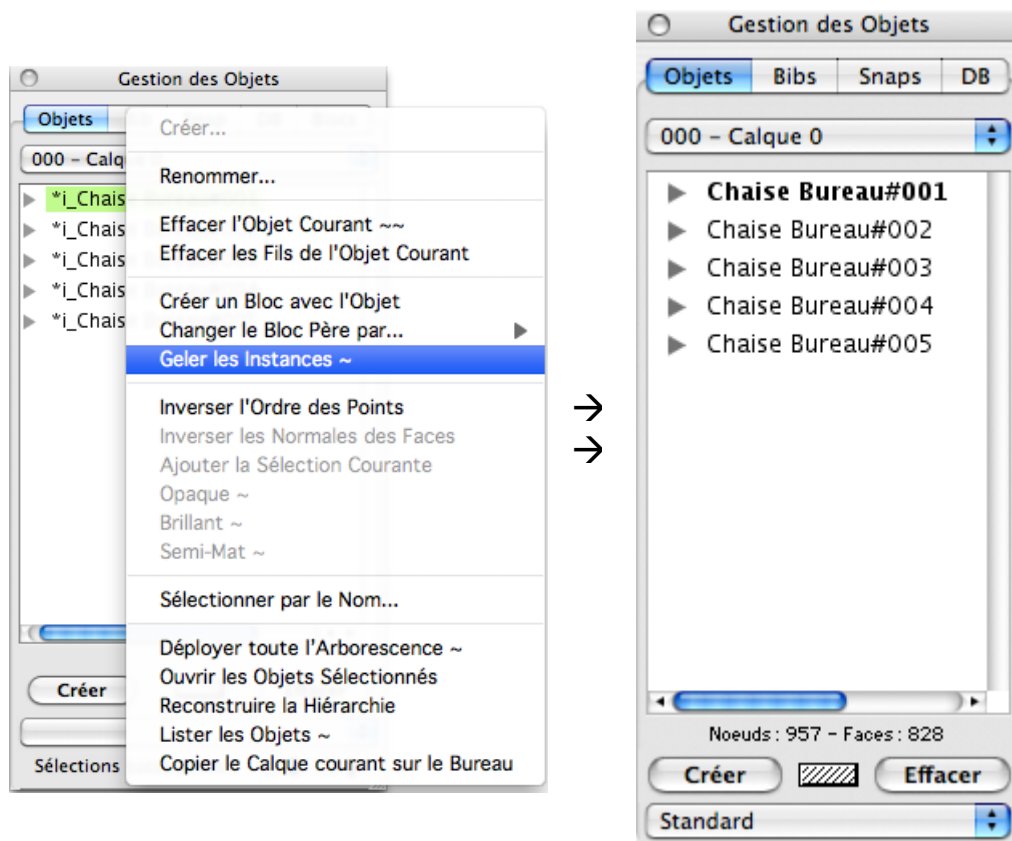 Gestion des Objets
Objets
000 – Calq
*i_Chais
*i_Chais
*i_Chais
*i_Chais
*i_Chais
Créer
Sélections
Créer...
Renommer...
Effacer l'Objet Courant ~~
Effacer les Fils de l'Objet Courant
Créer un Bloc avec l'Objet
Changer le Bloc Père par...
Geler les Instances ~
Inverser l'Ordre des Points
Inverser les Normales des Faces
Ajouter la Sélection Courante
Opaque ~
Brillant ~
Semi-Mat ~
Sélectionner par le Nom...
Déployer toute l'Arborescence ~
Ouvrir les Objets Sélectionnés
Reconstruire la Hiérarchie
Lister les Objets ~
Copier le Calque courant sur le Bureau
→
→
Gestion des Objets
Objets Bibs Snaps DB
000 – Calque 0
Chaise Bureau#001
Chaise Bureau#002
Chaise Bureau#003
Chaise Bureau#004
Chaise Bureau#005
Noeuds : 957 – Faces : 828
Créer Effacer
Standard